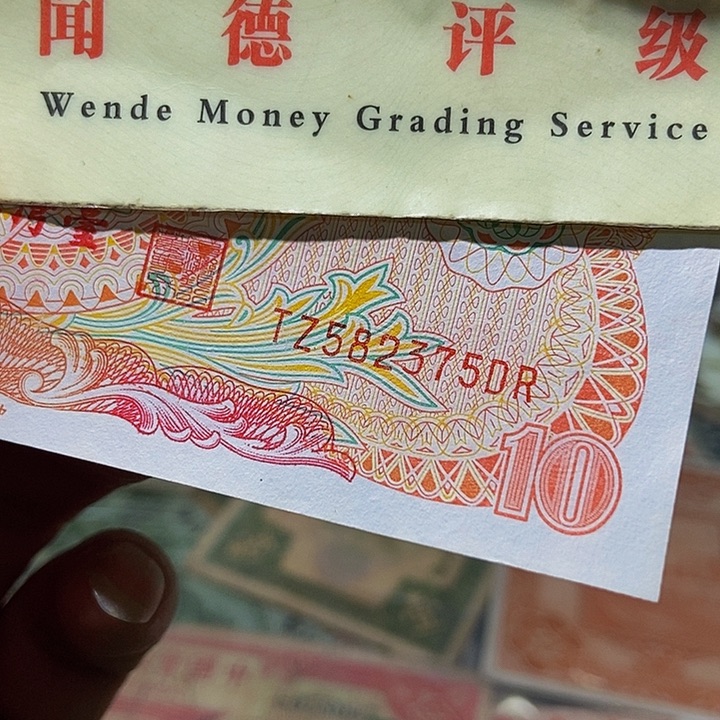 闻德评级
Wende Money Grading Service
TZ582375DR
10